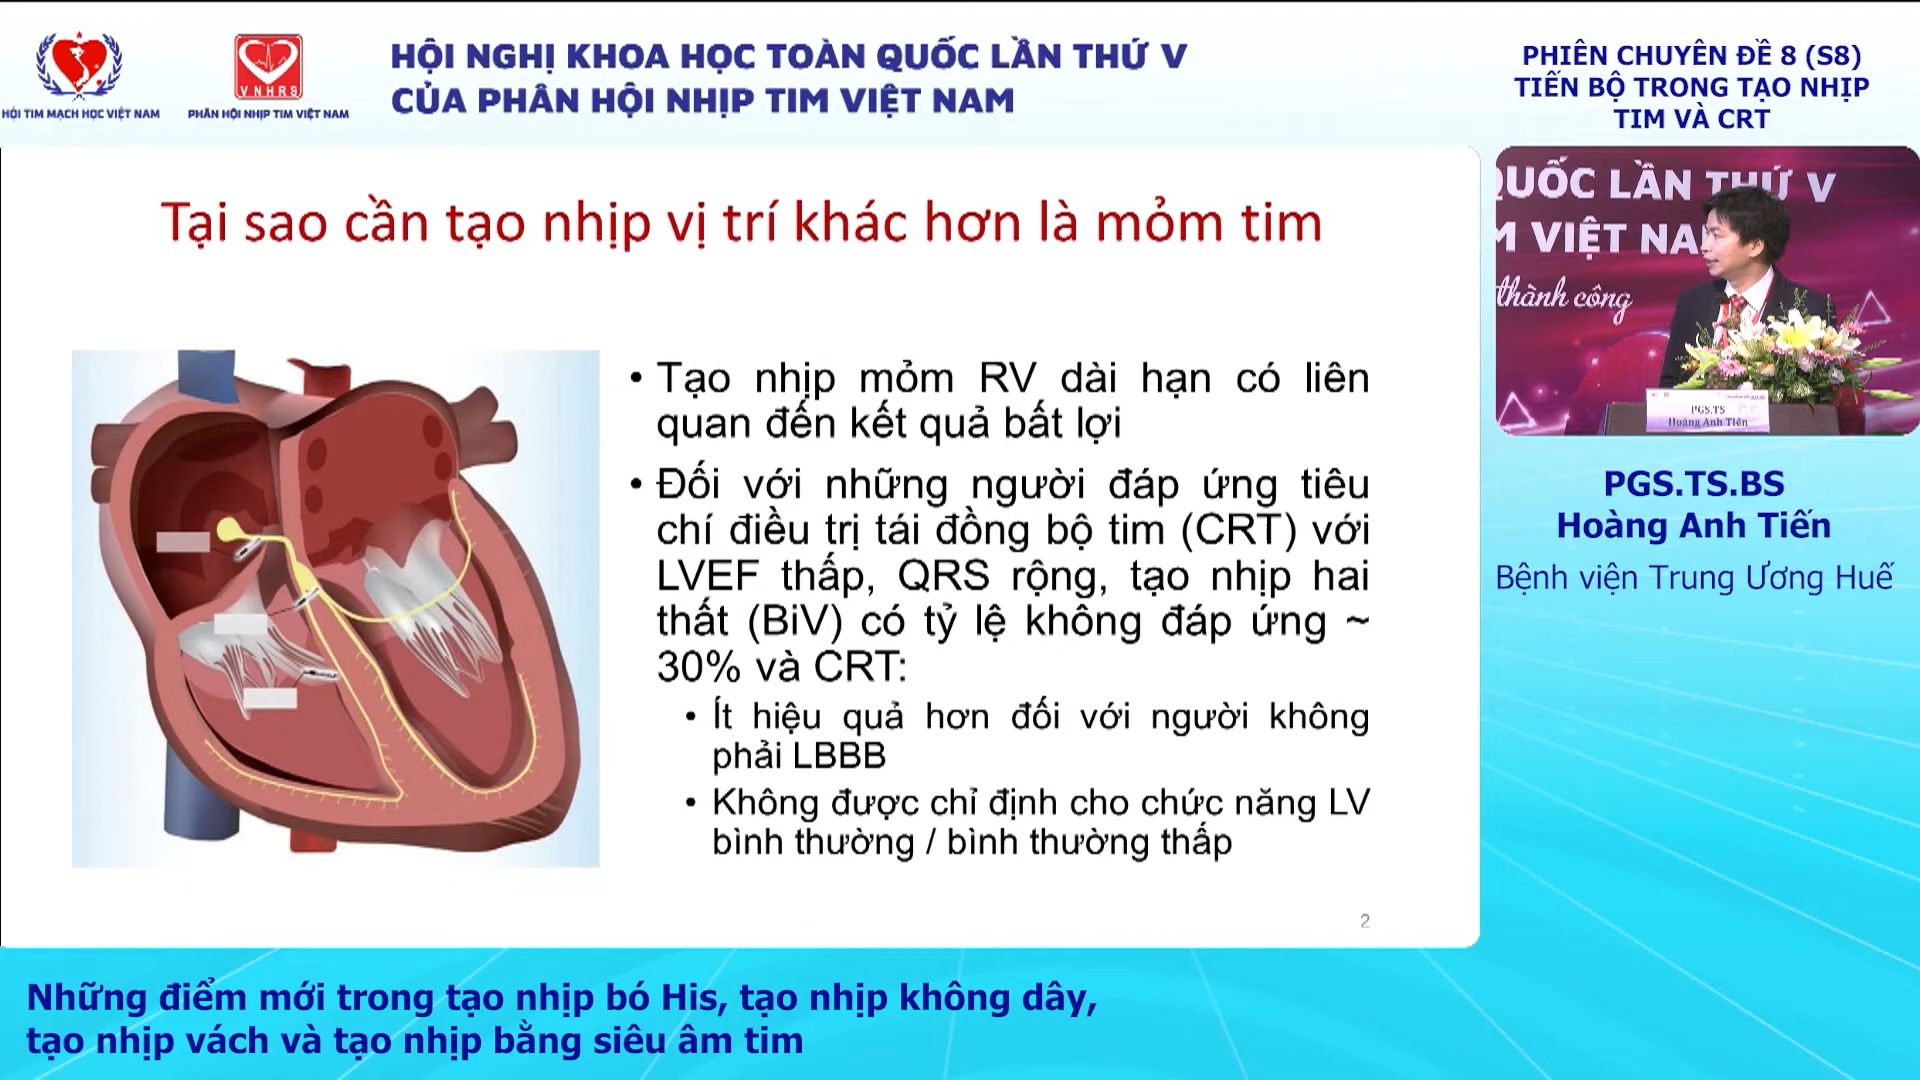 HỘI TIM MẠCH HỌC VIỆT NAM
VNHRS
PHÂN HỘI NHỊP TIM VIỆT NAM
HỘI NGHỊ KHOA HỌC TOÀN QUỐC LẦN THỨ V
CỦA PHÂN HỘI NHỊP TIM VIỆT NAM
PHIÊN CHUYÊN ĐỀ 8 (S8)
TIẾN BỘ TRONG TẠO NHỊP
TIM VÀ CRT
Tại sao cần tạo nhịp vị trí khác hơn là mỏm tim
• Tạo nhịp mỏm RV dài hạn có liên
quan đến kết quả bất lợi
• Đối với những người đáp ứng tiêu
chí điều trị tái đồng bộ tim (CRT) với
LVEF thấp, QRS rộng, tạo nhịp hai
thất (BiV) có tỷ lệ không đáp ứng ~
30% và CRT:
• Ít hiệu quả hơn đối với người không
phải LBBB
• Không được chỉ định cho chức năng LV
bình thường / bình thường thấp
2
QUỐC LẦN THỨ V
M VIỆT NA
thành công
PGS.TS
Hoàng Anh Tiến
PGS.TS.BS
Hoàng Anh Tiến
Bệnh viện Trung Ương Huế
Những điểm mới trong tạo nhịp bó His, tạo nhịp không dây,
tạo nhịp vách và tạo nhịp bằng siêu âm tim